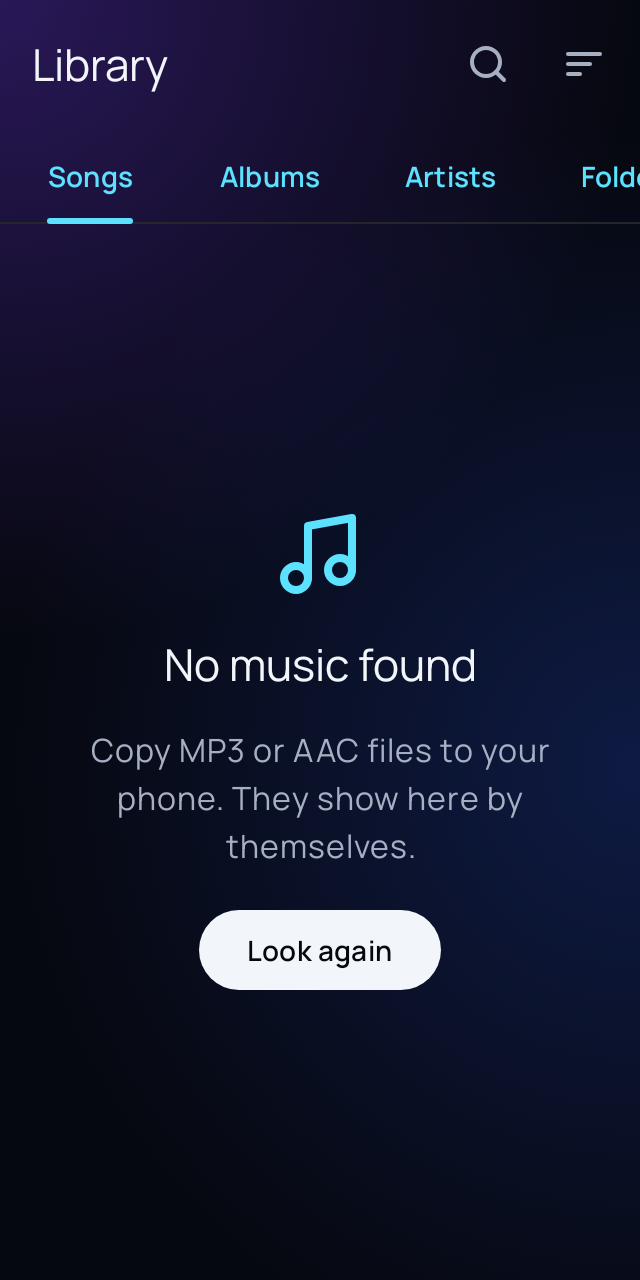 Library
Songs Albums Artists
No music found
Copy MP3 or AAC files to your
phone. They show here by
themselves.
Look again